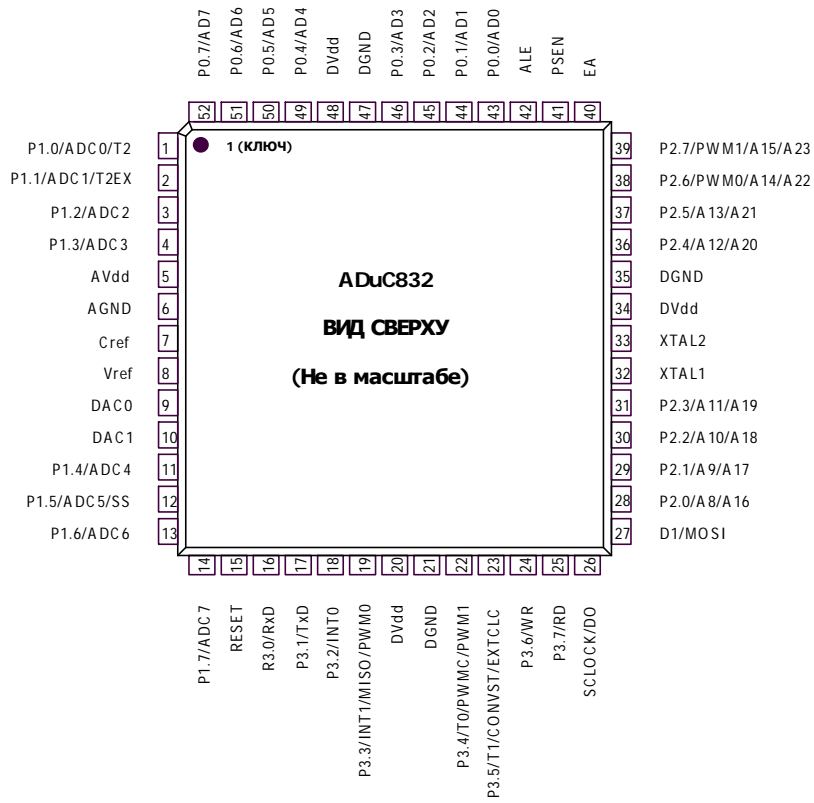 P0.7/AD7
P0.6/AD6
P0.5/AD5
P0.4/AD4
DVdd
DGND
P0.3/AD3
P0.2/AD2
P0.1/AD1
P0.0/AD0
ALE
PSEN
EA
52
51
50
49
48
47
46
45
44
43
42
41
40
P1.0/ADC0/T2 1
P1.1/ADC1/T2EX 2
P1.2/ADC2 3
P1.3/ADC3 4
AVdd 5
AGND 6
Cref 7
Vref 8
DAC0 9
DAC1 10
P1.4/ADC4 11
P1.5/ADC5/SS 12
P1.6/ADC6 13
1 (КЛЮЧ)
ADuC832
ВИД СВЕРХУ
(Не в масштабе)
39 P2.7/PWM1/A15/A23
38 P2.6/PWM0/A14/A22
37 P2.5/A13/A21
36 P2.4/A12/A20
35 DGND
34 DVdd
33 XTAL2
32 XTAL1
31 P2.3/A11/A19
30 P2.2/A10/A18
29 P2.1/A9/A17
28 P2.0/A8/A16
27 D1/MOSI
14
15
16
17
18
19
20
21
22
23
24
25
26
P1.7/ADC7
RESET
R3.0/RxD
P3.1/TxD
P3.2/INT0
P3.3/INT1/MISO/PWM0
DVdd
DGND
P3.4/T0/PWMC/PWM1
P3.5/T1/CONVST/EXTCLC
P3.6/WR
P3.7/RD
SCLOCK/DO